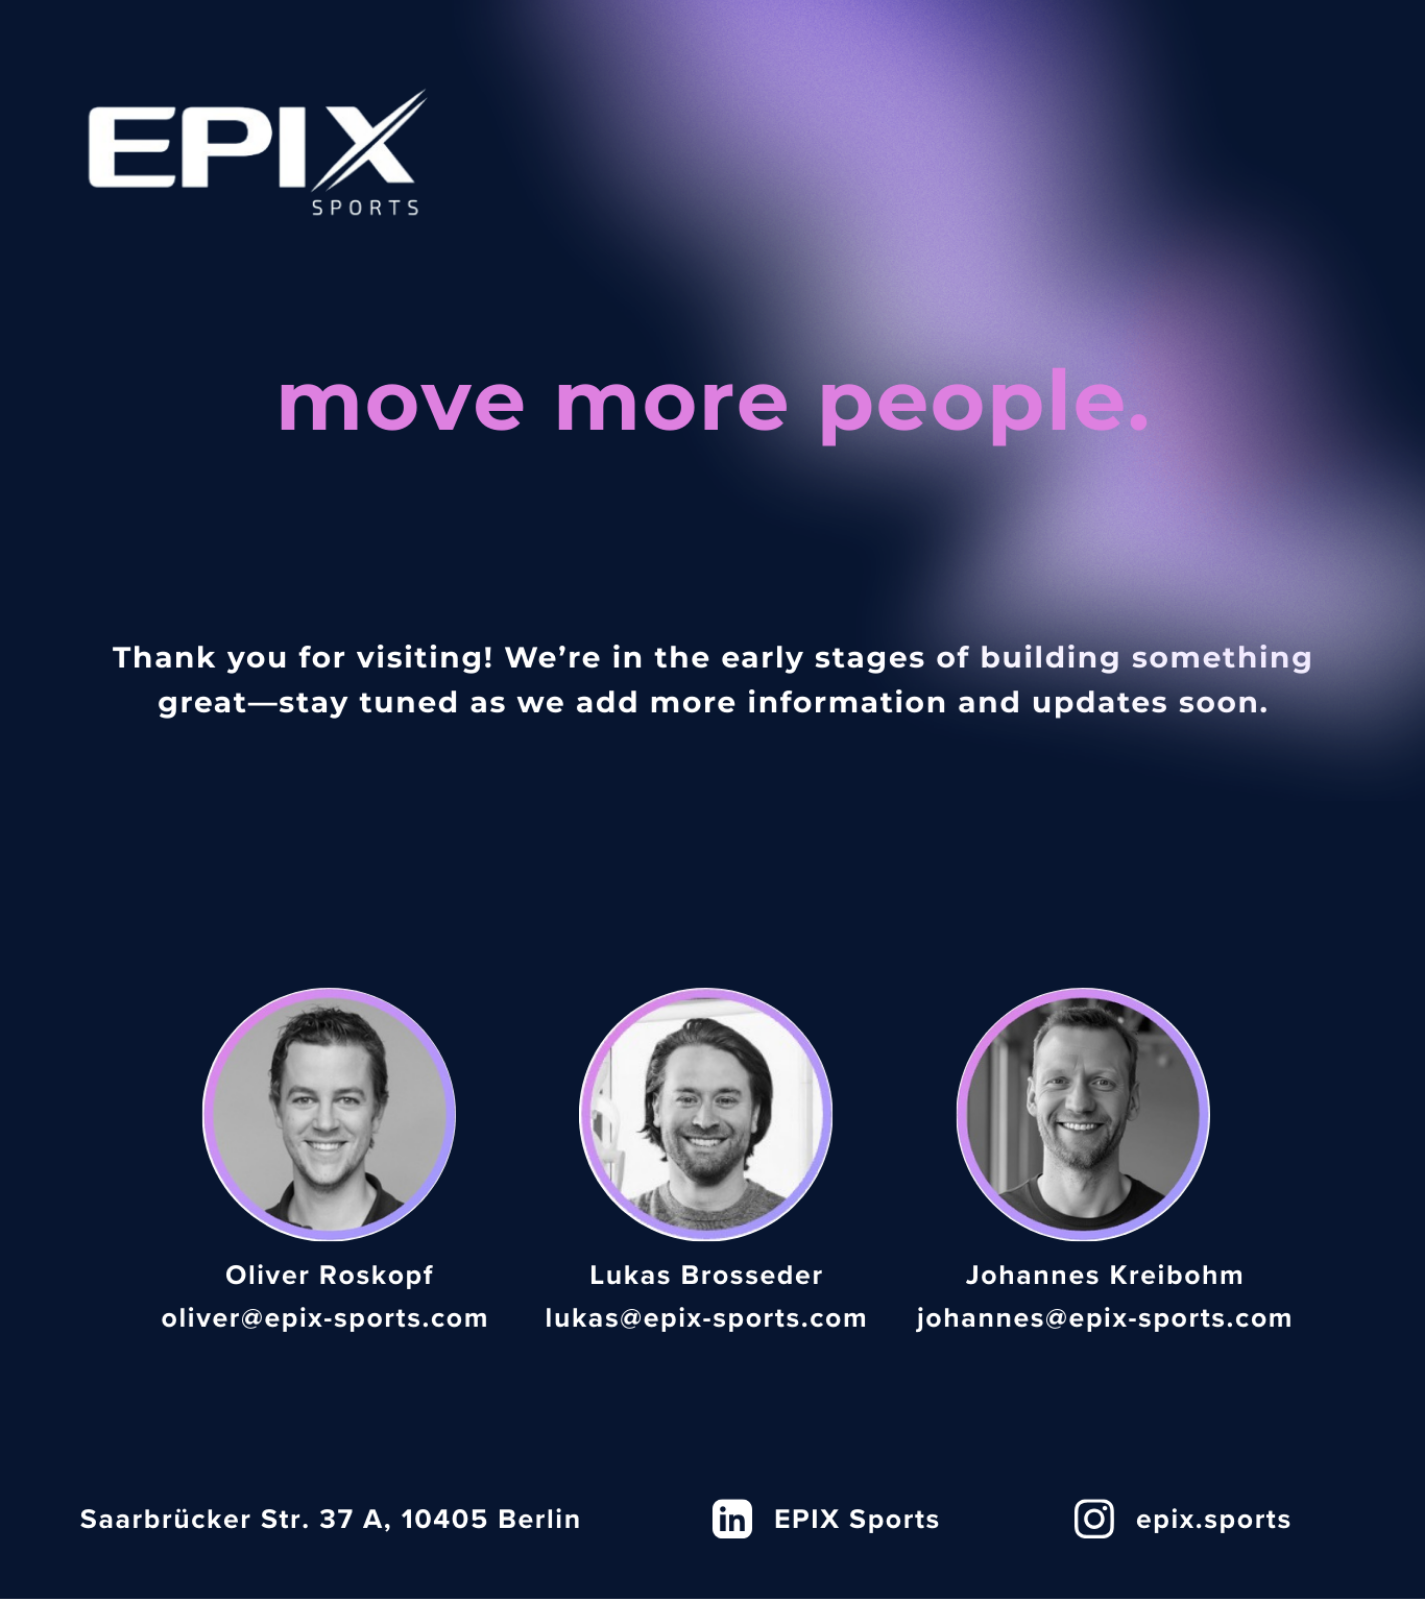 EPIX
SPORTS
move more people.
Thank you for visiting! We’re in the early stages of building something
great—stay tuned as we add more information and updates soon.
Oliver Roskopf
oliver@epix-sports.com
Lukas Brosseder
lukas@epix-sports.com
Johannes Kreibohm
johannes@epix-sports.com
Saarbrücker Str. 37 A, 10405 Berlin
in
EPIX Sports
epix.sports